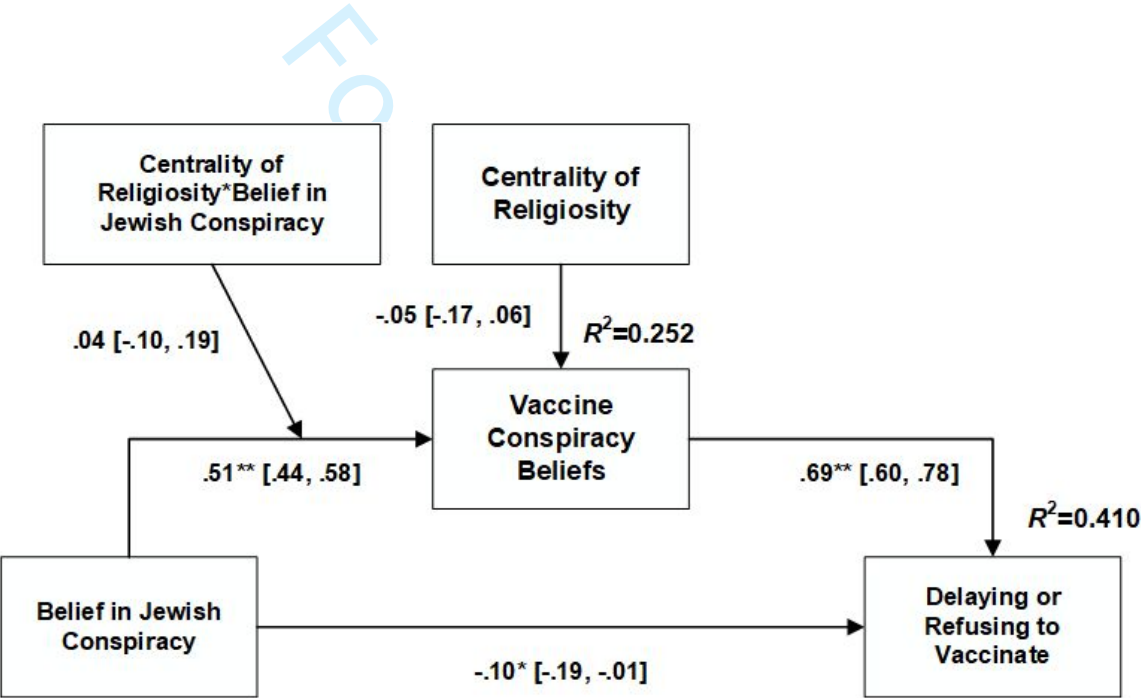 Fo
Centrality of
Religiosity*Belief in
Jewish Conspiracy
Centrality of
Religiosity
.04 [-.10, .19]
-.05 [-.17, .06]
R²=0.252
Vaccine
Conspiracy
Beliefs
.51** [.44, .58]
.69** [.60, .78]
R²=0.410
Belief in Jewish
Conspiracy
Delaying or
Refusing to
Vaccinate
-.10* [-.19, -.01]